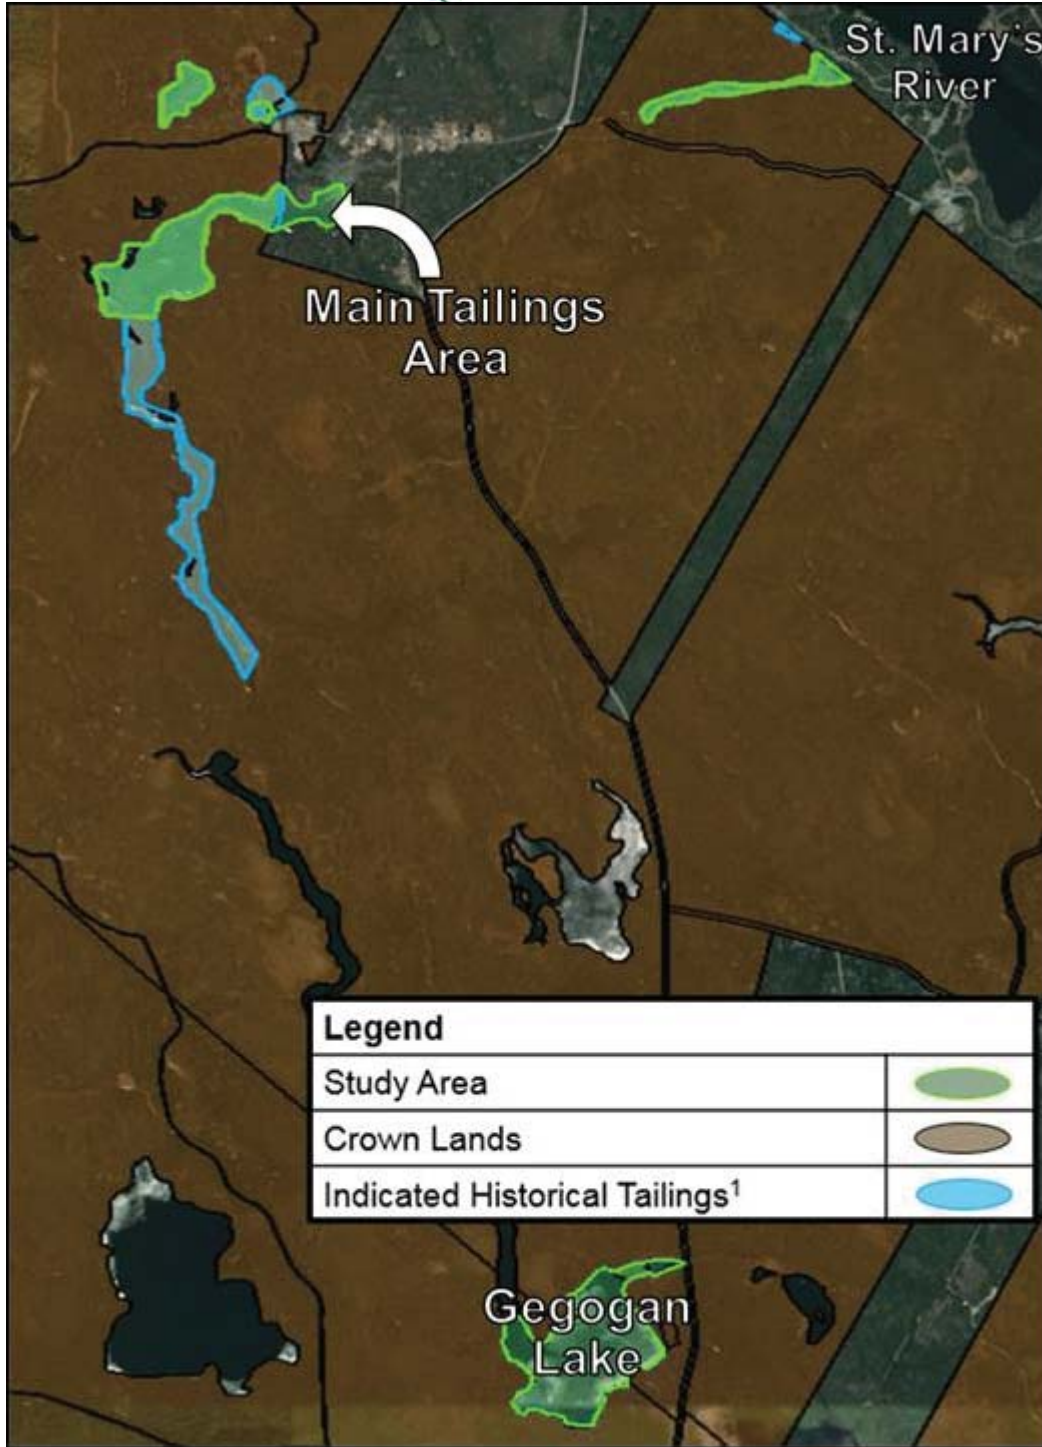 St. Mary's
River
Main Tailings
Area
Legend
Study Area
Crown Lands
Indicated Historical Tailings¹
Gegogan
Lake